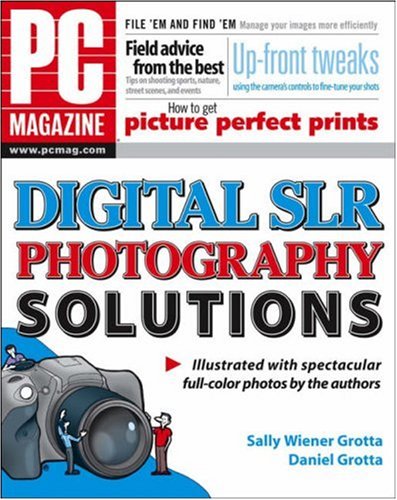 PC
MAGAZINE®
www.pcmag.com
FILE 'EM AND FIND 'EM Manage your images more efficiently
Field advice
from the best
Tips on shooting sports, nature,
street scenes, and events
Up-front tweaks
using the camera's controls to fine-tune your shots
How to get
picture perfect prints
DIGITAL SLR
PHOTOGRAPHY
SOLUTIONS
Illustrated with spectacular
full-color photos by the authors
Sally Wiener Grotta
Daniel Grotta